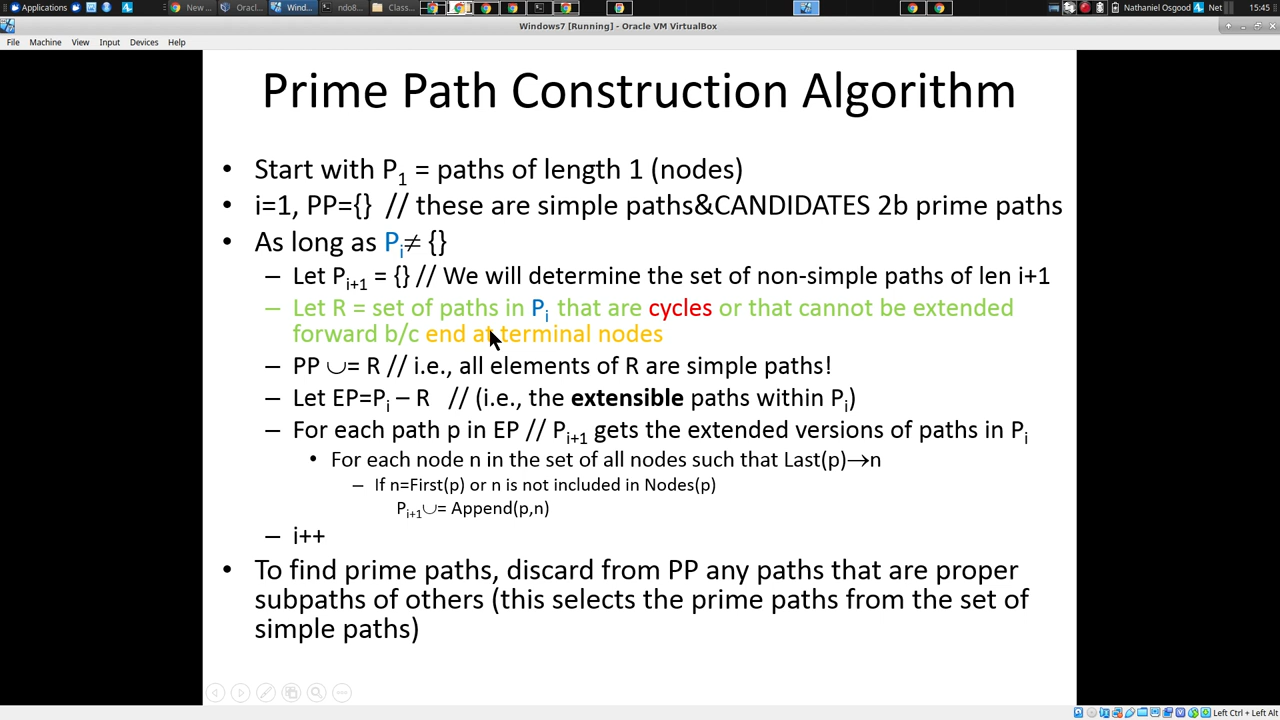 Applications
New ...
Oracl...
Wind...
ndo8...
Class...
Nathaniel Osgood
Net
15:45
Windows7 [Running] - Oracle VM VirtualBox
File Machine View Input Devices Help
Prime Path Construction Algorithm
• Start with P1 = paths of length 1 (nodes)
• i=1, PP={} // these are simple paths&CANDIDATES 2b prime paths
• As long as Pi≠ {}
– Let Pi+1 = {} // We will determine the set of non-simple paths of len i+1
– Let R = set of paths in Pi that are cycles or that cannot be extended
forward b/c end at terminal nodes
– PP ∪= R // i.e., all elements of R are simple paths!
– Let EP=Pi – R // (i.e., the extensible paths within Pi)
– For each path p in EP // Pi+1 gets the extended versions of paths in Pi
• For each node n in the set of all nodes such that Last(p)→n
– If n=First(p) or n is not included in Nodes(p)
Pi+1∪= Append(p,n)
– i++
• To find prime paths, discard from PP any paths that are proper
subpaths of others (this selects the prime paths from the set of
simple paths)
Left Ctrl + Left Alt